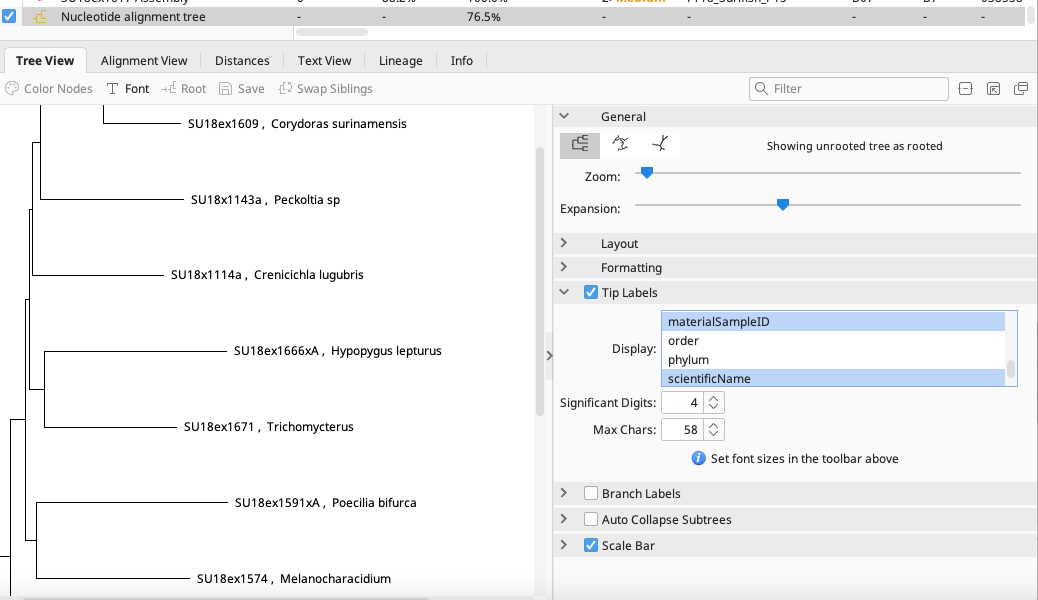 Nucleotide alignment tree - - 76.5% - - - - -
Tree View Alignment View Distances Text View Lineage Info
Color Nodes Font Root Save Swap Siblings Filter
SU18ex1609 , Corydoras surinamensis
SU18x1143a , Peckoltia sp
SU18x1114a , Crenicichla lugubris
SU18ex1666xA , Hypopygus lepturus
SU18ex1671 , Trichomycterus
SU18ex1591xA , Poecilia bifurca
SU18ex1574 , Melanocharacidium
General
Showing unrooted tree as rooted
Zoom:
Expansion:
Layout
Formatting
Tip Labels
Display:
materialSampleID
order
phylum
scientificName
Significant Digits: 4
Max Chars: 58
Set font sizes in the toolbar above
Branch Labels
Auto Collapse Subtrees
Scale Bar